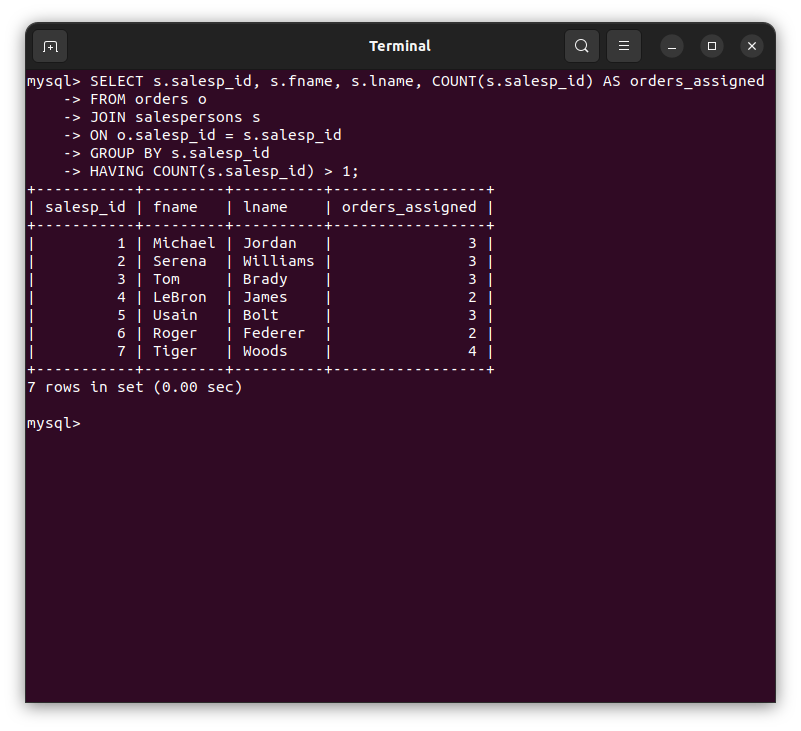 Terminal
mysql> SELECT s.salesp_id, s.fname, s.lname, COUNT(s.salesp_id) AS orders_assigned
    -> FROM orders o
    -> JOIN salespersons s
    -> ON o.salesp_id = s.salesp_id
    -> GROUP BY s.salesp_id
    -> HAVING COUNT(s.salesp_id) > 1;
+-----------+---------+----------+-----------------+
| salesp_id | fname   | lname    | orders_assigned |
+-----------+---------+----------+-----------------+
|         1 | Michael | Jordan   |               3 |
|         2 | Serena  | Williams |               3 |
|         3 | Tom     | Brady    |               3 |
|         4 | LeBron  | James    |               2 |
|         5 | Usain   | Bolt     |               3 |
|         6 | Roger   | Federer  |               2 |
|         7 | Tiger   | Woods    |               4 |
+-----------+---------+----------+-----------------+
7 rows in set (0.00 sec)
mysql>